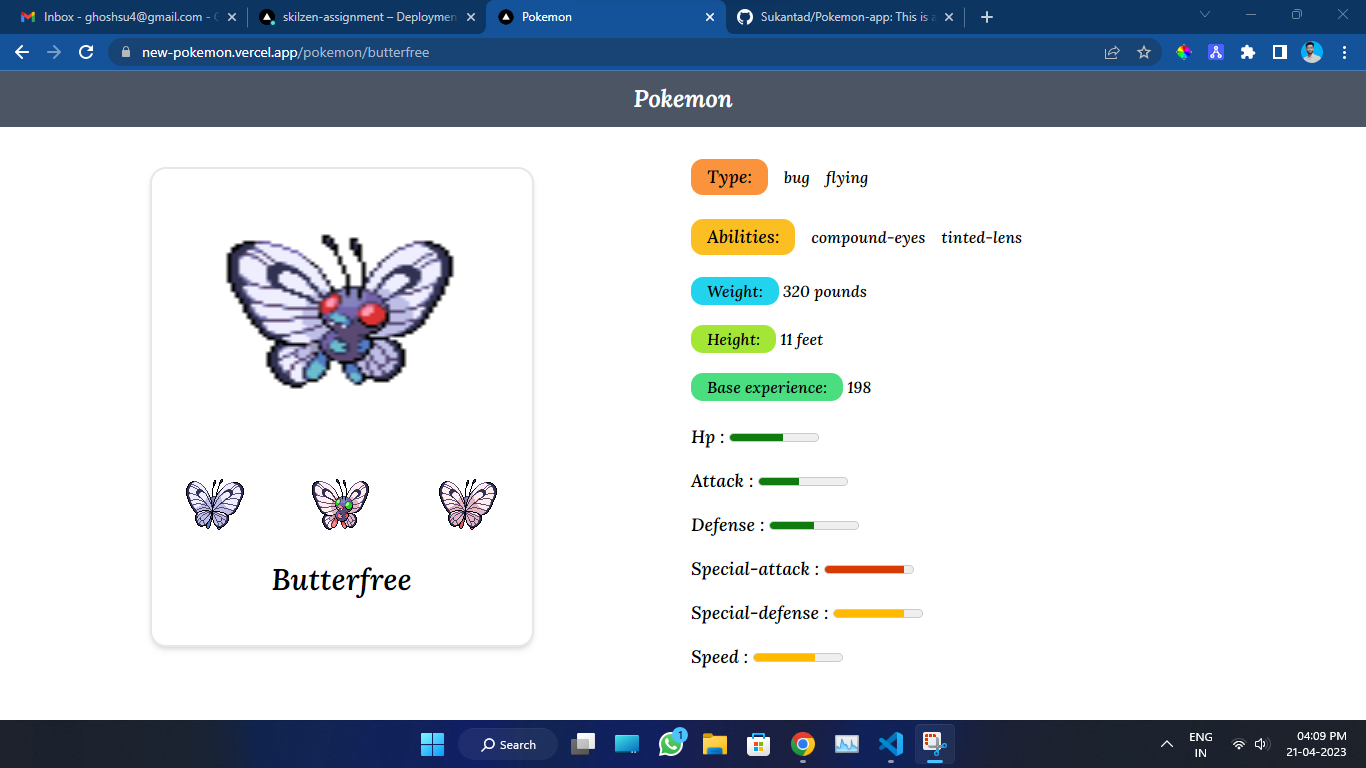 Inbox - ghoshsu4@gmail.com - G
skilzen-assignment – Deploymen
Pokemon
Sukantad/Pokemon-app: This is a
new-pokemon.vercel.app/pokemon/butterfree
Pokemon
Butterfree
Type: bug flying
Abilities: compound-eyes tinted-lens
Weight: 320 pounds
Height: 11 feet
Base experience: 198
Hp :
Attack :
Defense :
Special-attack :
Special-defense :
Speed :
Search
1
ENG
IN
04:09 PM
21-04-2023